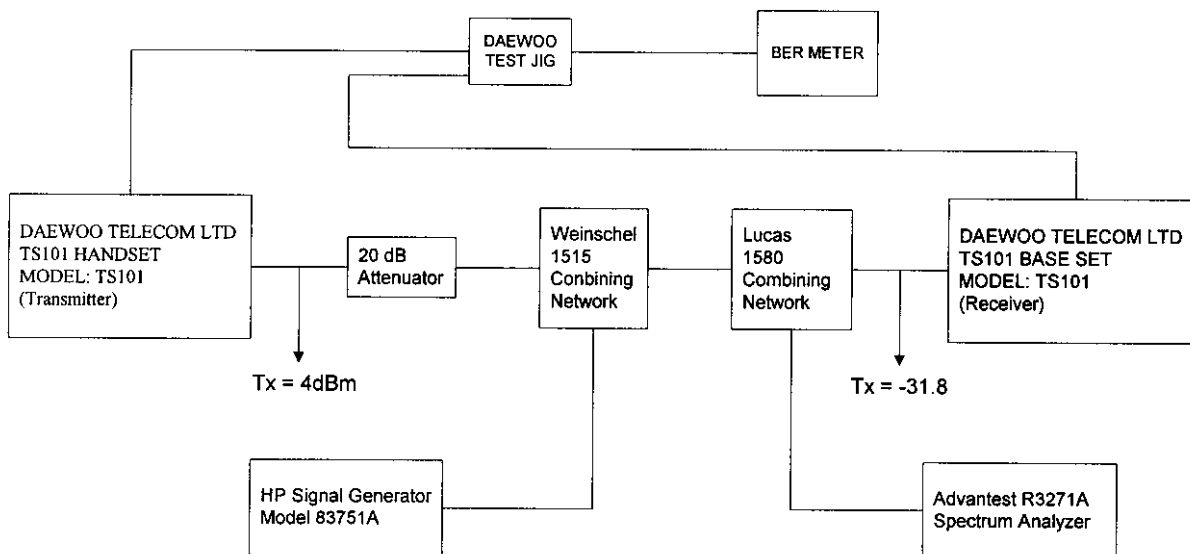 DAEWOO
TEST JIG
BER METER
DAEWOO TELECOM LTD
TS101 HANDSET
MODEL: TS101
(Transmitter)
20 dB
Attenuator
Weinschel
1515
Conbining
Network
Lucas
1580
Combining
Network
DAEWOO TELECOM LTD
TS101 BASE SET
MODEL: TS101
(Receiver)
Tx = 4dBm
Tx = -31.8
HP Signal Generator
Model 83751A
Advantest R3271A
Spectrum Analyzer